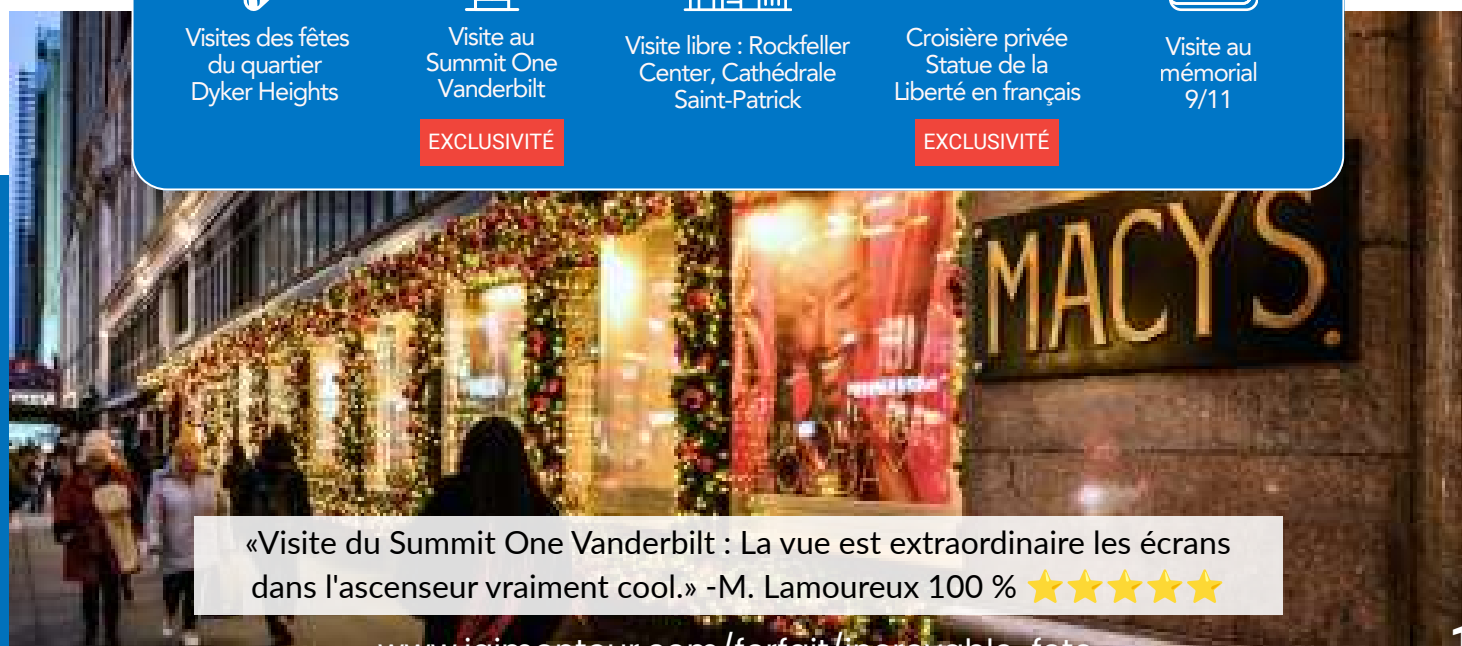 Visites des fêtes
du quartier
Dyker Heights
Visite au
Summit One
Vanderbilt
EXCLUSIVITÉ
Visite libre : Rockfeller
Center, Cathédrale
Saint-Patrick
Croisière privée
Statue de la
Liberté en français
EXCLUSIVITÉ
Visite au
mémorial
9/11
MACY'S.
«Visite du Summit One Vanderbilt : La vue est extraordinaire les écrans
dans l'ascenseur vraiment cool.» -M. Lamoureux 100 % ⭐⭐⭐⭐⭐